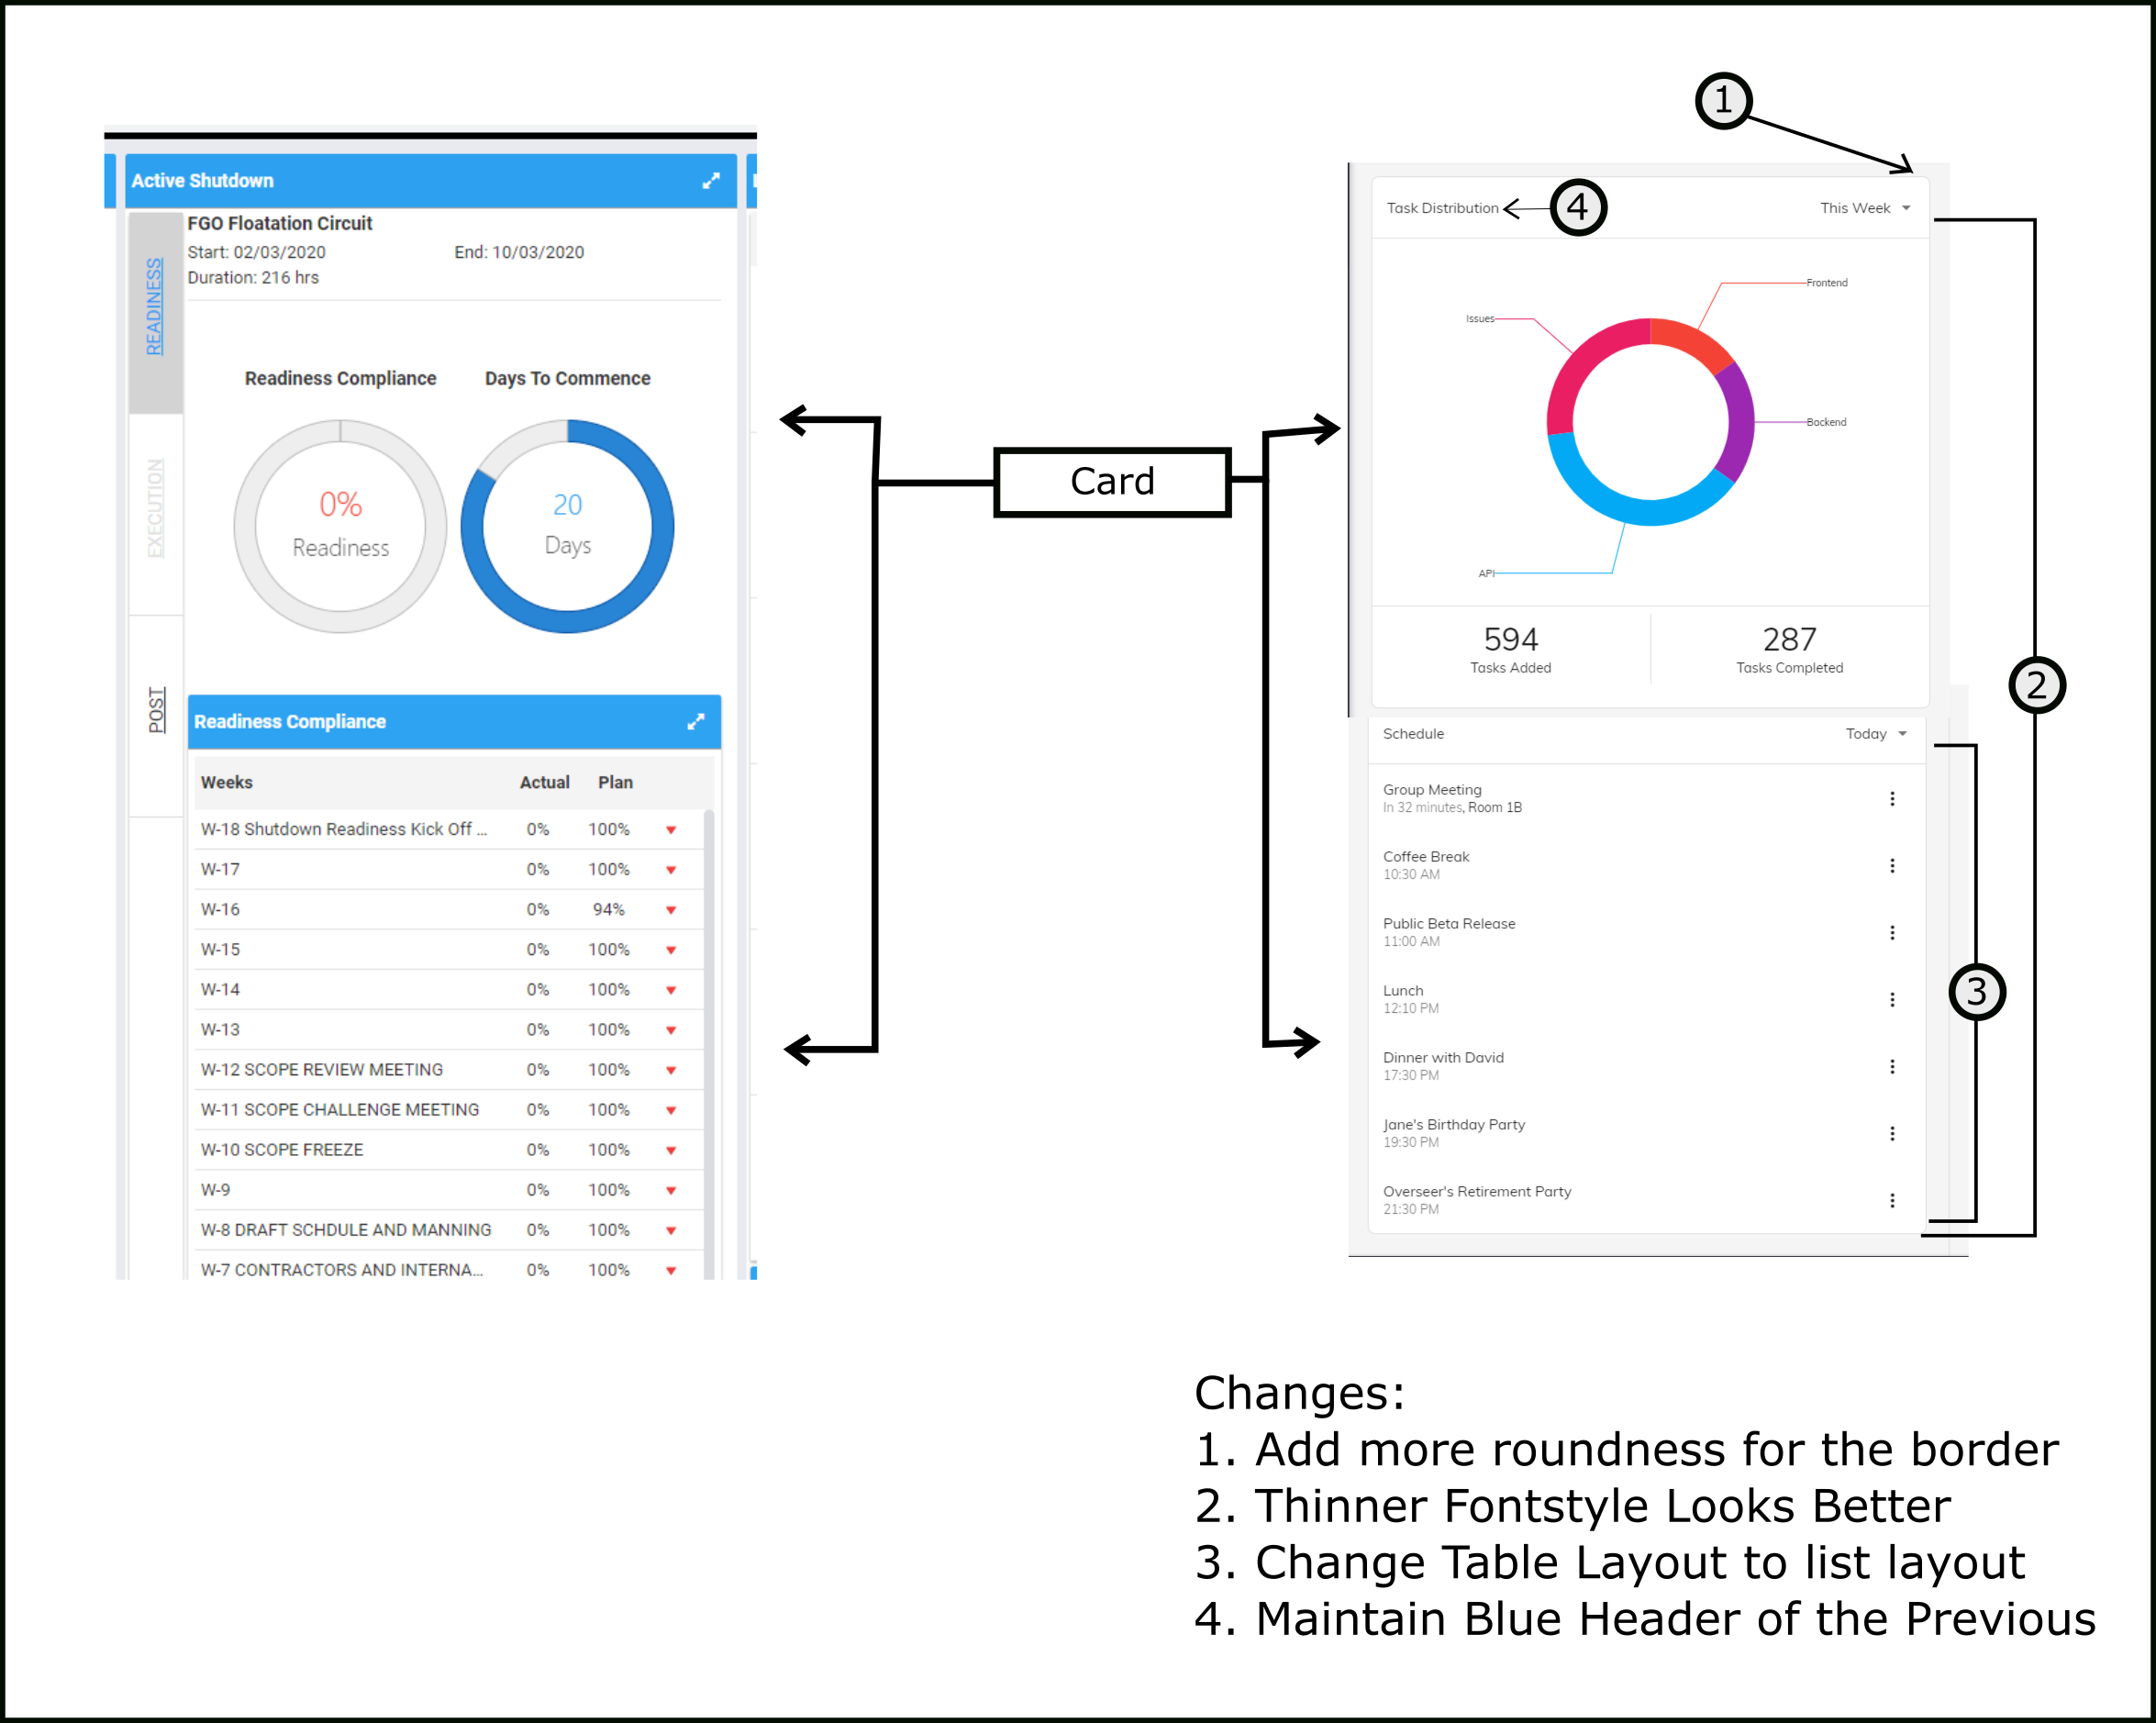 Active Shutdown
READINESS
EXECUTION
POST
FGO Floatation Circuit
Start: 02/03/2020 End: 10/03/2020
Duration: 216 hrs
Readiness Compliance Days To Commence
0% 20
Readiness Days
Readiness Compliance
Weeks Actual Plan
W-18 Shutdown Readiness Kick Off ... 0% 100%
W-17 0% 100%
W-16 0% 94%
W-15 0% 100%
W-14 0% 100%
W-13 0% 100%
W-12 SCOPE REVIEW MEETING 0% 100%
W-11 SCOPE CHALLENGE MEETING 0% 100%
W-10 SCOPE FREEZE 0% 100%
W-9 0% 100%
W-8 DRAFT SCHDULE AND MANNING 0% 100%
W-7 CONTRACTORS AND INTERNA... 0% 100%
Card
1
Task Distribution 4 This Week
Frontend
Issues
Backend
API
594 287
Tasks Added Tasks Completed
2
Schedule Today
Group Meeting
In 32 minutes, Room 1B
Coffee Break
10:30 AM
Public Beta Release
11:00 AM
Lunch
12:10 PM
3
Dinner with David
17:30 PM
Jane's Birthday Party
19:30 PM
Overseer's Retirement Party
21:30 PM
Changes:
1. Add more roundness for the border
2. Thinner Fontstyle Looks Better
3. Change Table Layout to list layout
4. Maintain Blue Header of the Previous